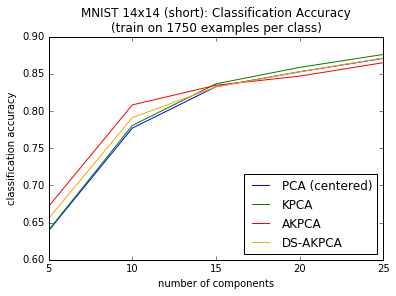 MNIST 14x14 (short): Classification Accuracy
(train on 1750 examples per class)
classification accuracy
0.90
0.85
0.80
0.75
0.70
0.65
0.60
5
10
15
20
25
number of components
PCA (centered)
KPCA
AKPCA
DS-AKPCA